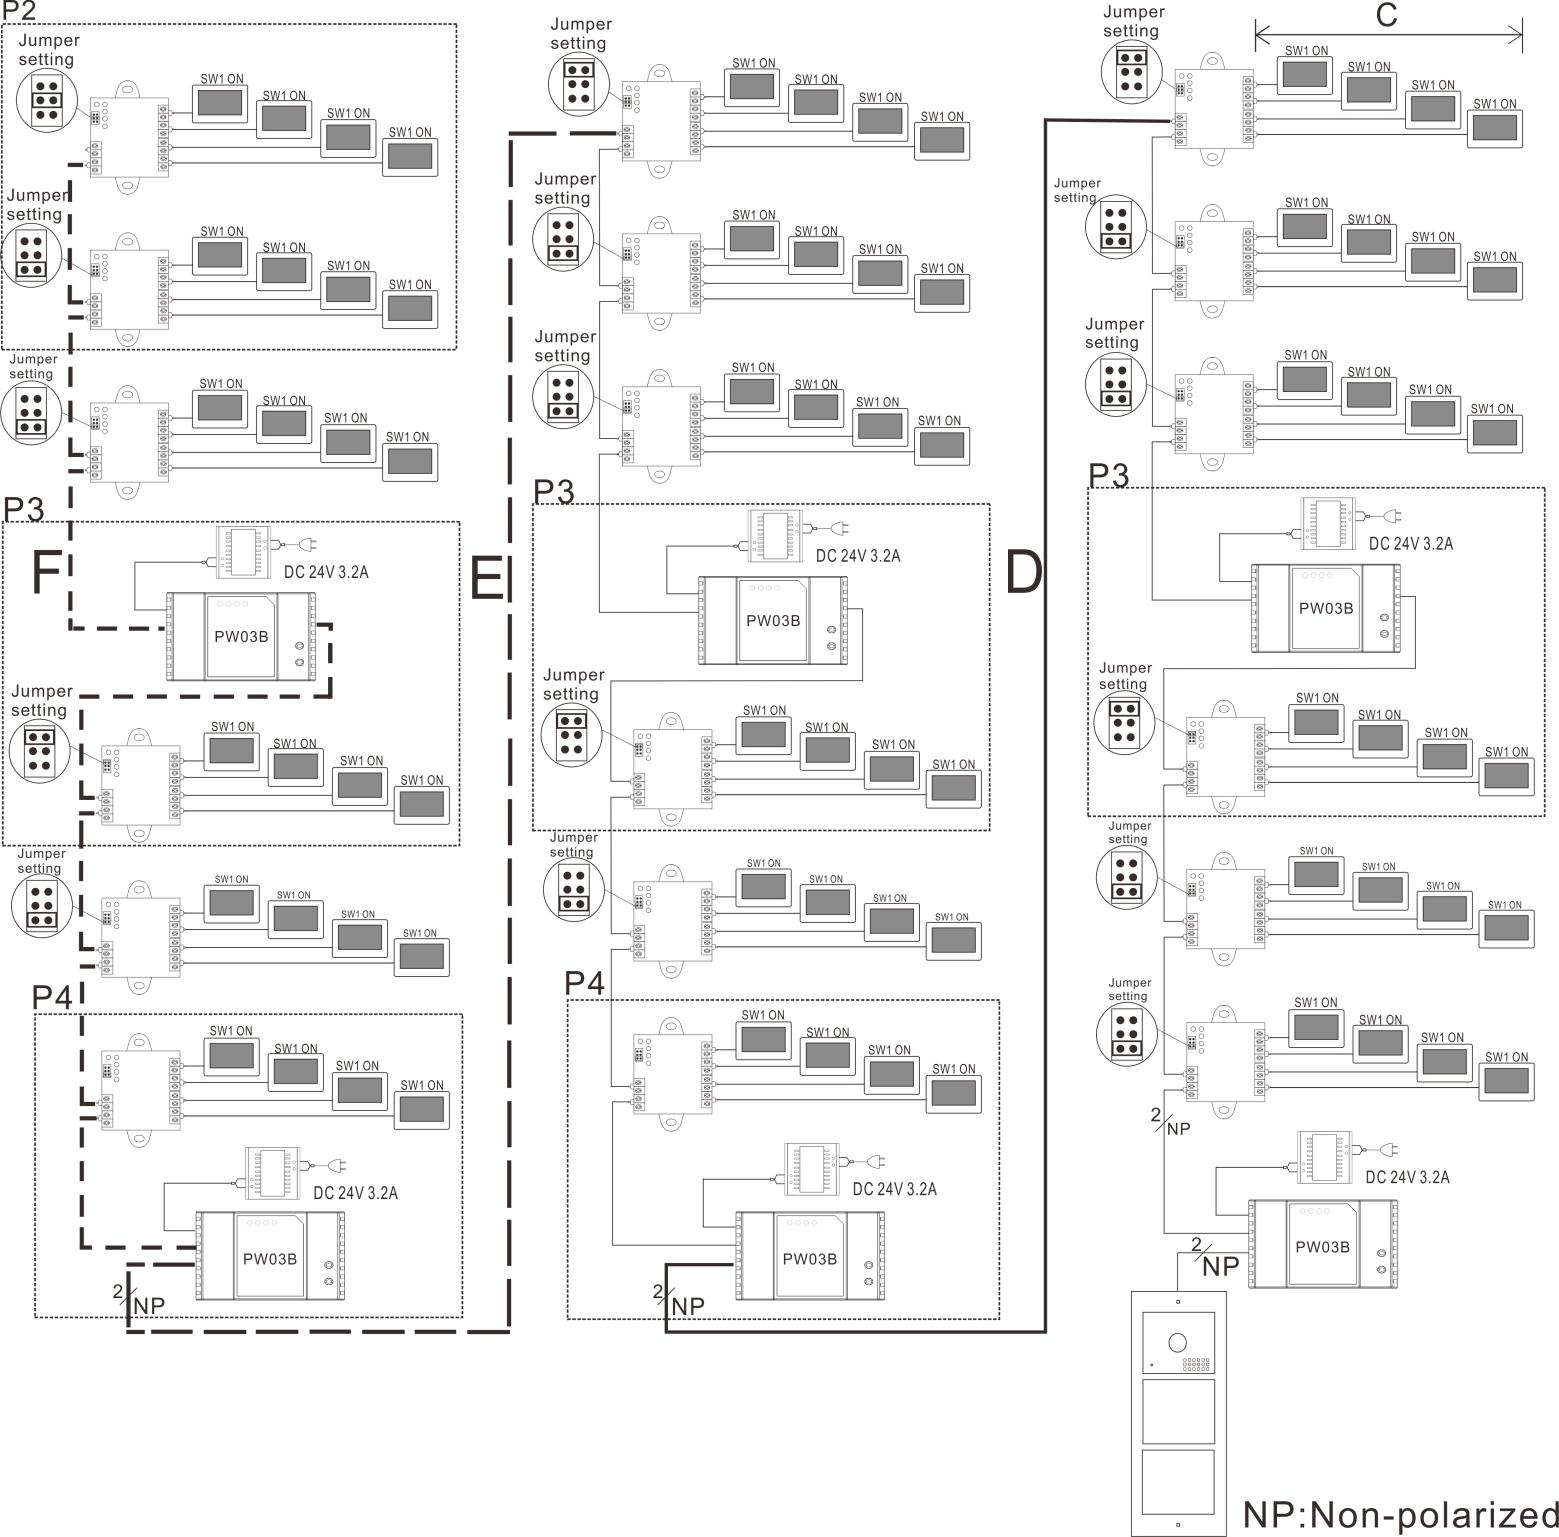 P2
Jumper
setting
SW1 ON
SW1 ON
SW1 ON
SW1 ON
Jumper
setting
SW1 ON
SW1 ON
SW1 ON
SW1 ON
Jumper
setting
SW1 ON
SW1 ON
SW1 ON
SW1 ON
P3
F
DC 24V 3.2A
PW03B
Jumper
setting
SW1 ON
SW1 ON
SW1 ON
SW1 ON
Jumper
setting
SW1 ON
SW1 ON
SW1 ON
SW1 ON
P4
SW1 ON
SW1 ON
SW1 ON
SW1 ON
DC 24V 3.2A
PW03B
2
NP
E
Jumper
setting
SW1 ON
SW1 ON
SW1 ON
SW1 ON
Jumper
setting
SW1 ON
SW1 ON
SW1 ON
SW1 ON
Jumper
setting
SW1 ON
SW1 ON
SW1 ON
SW1 ON
P3
DC 24V 3.2A
PW03B
Jumper
setting
SW1 ON
SW1 ON
SW1 ON
SW1 ON
Jumper
setting
SW1 ON
SW1 ON
SW1 ON
SW1 ON
P4
SW1 ON
SW1 ON
SW1 ON
SW1 ON
DC 24V 3.2A
PW03B
2
NP
D
C
Jumper
setting
SW1 ON
SW1 ON
SW1 ON
SW1 ON
Jumper
setting
SW1 ON
SW1 ON
SW1 ON
SW1 ON
Jumper
setting
SW1 ON
SW1 ON
SW1 ON
SW1 ON
P3
DC 24V 3.2A
PW03B
Jumper
setting
SW1 ON
SW1 ON
SW1 ON
SW1 ON
Jumper
setting
SW1 ON
SW1 ON
SW1 ON
SW1 ON
Jumper
setting
SW1 ON
SW1 ON
SW1 ON
SW1 ON
2
NP
DC 24V 3.2A
PW03B
2
NP
NP:Non-polarized